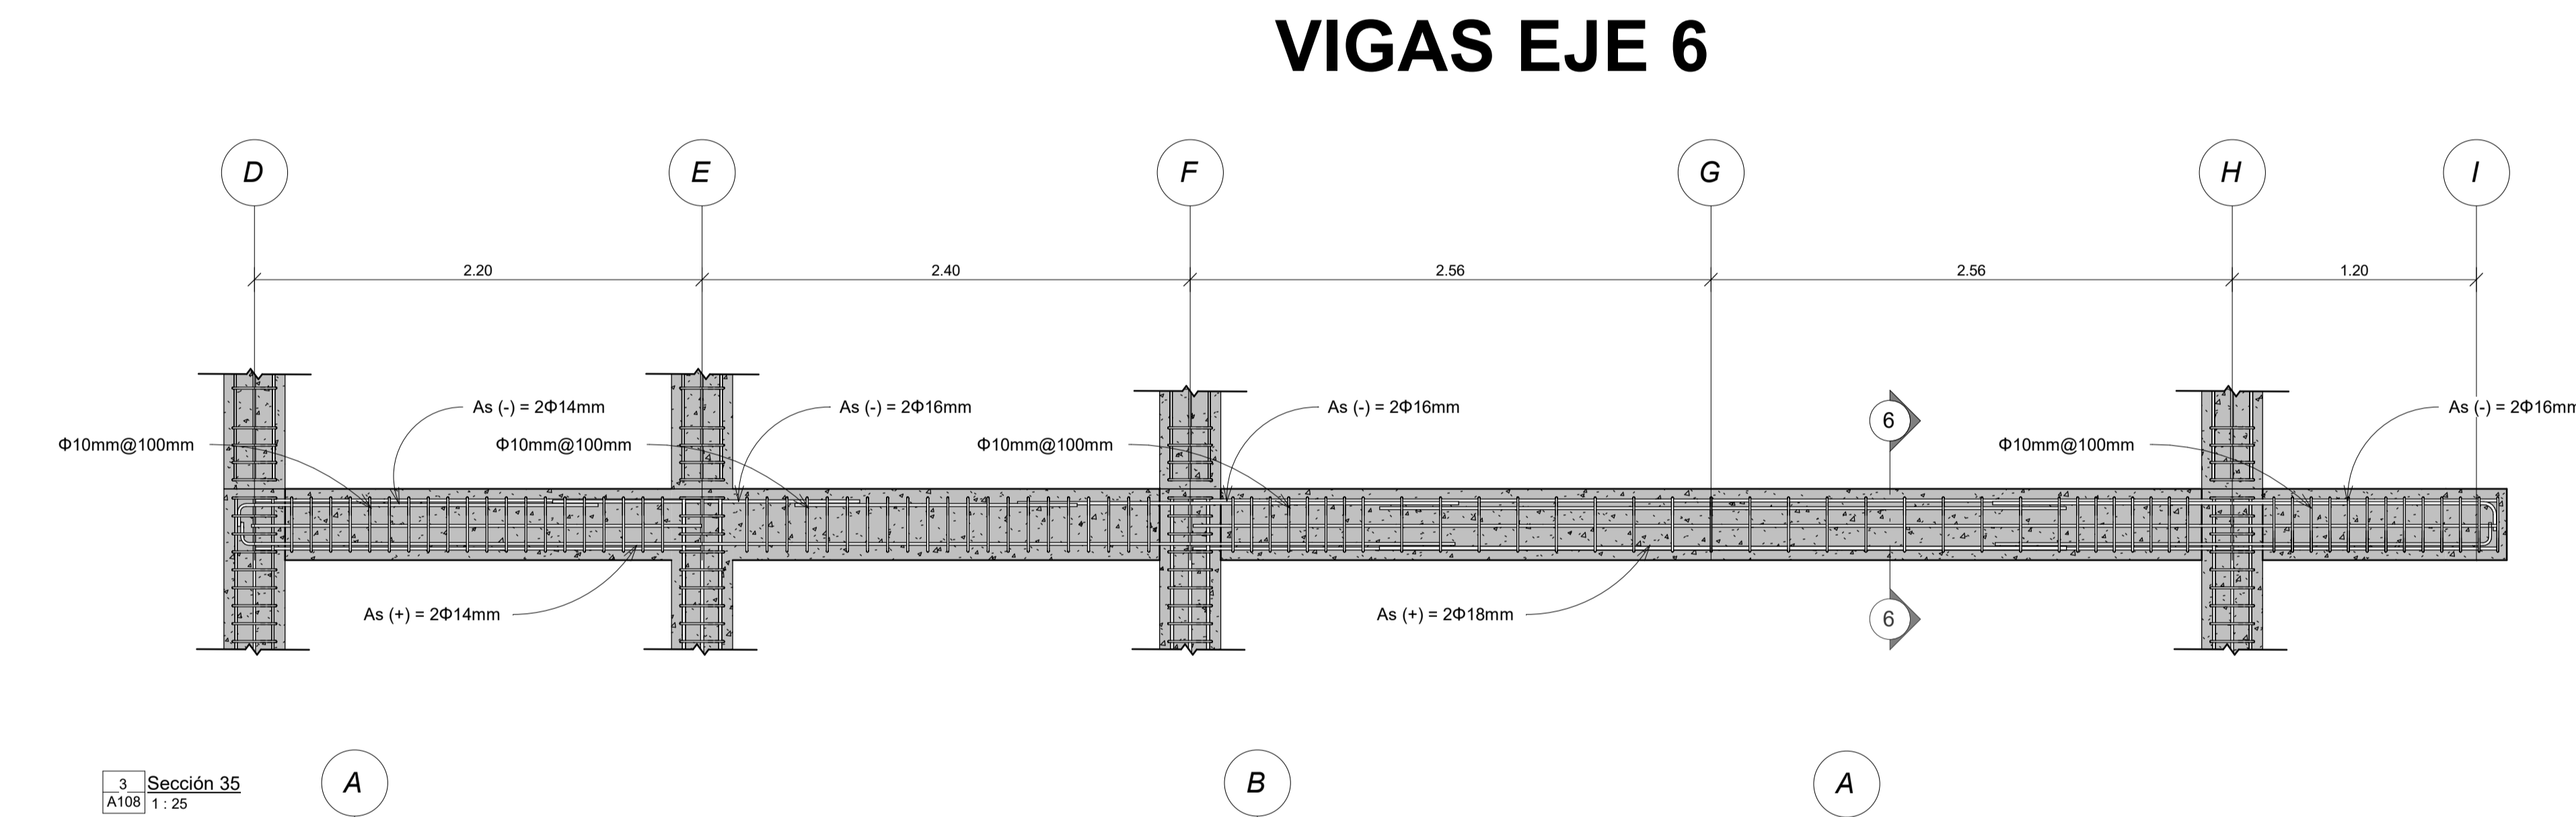 VIGAS EJE 6
D
E
F
G
H
I
2.20
2.40
2.56
2.56
1.20
As (-) = 2Φ14mm
As (-) = 2Φ16mm
As (-) = 2Φ16mm
As (-) = 2Φ16mm
6
Φ10mm@100mm
Φ10mm@100mm
Φ10mm@100mm
Φ10mm@100mm
As (+) = 2Φ14mm
As (+) = 2Φ18mm
6
A
B
A
3
Sección 35
A108
1 : 25